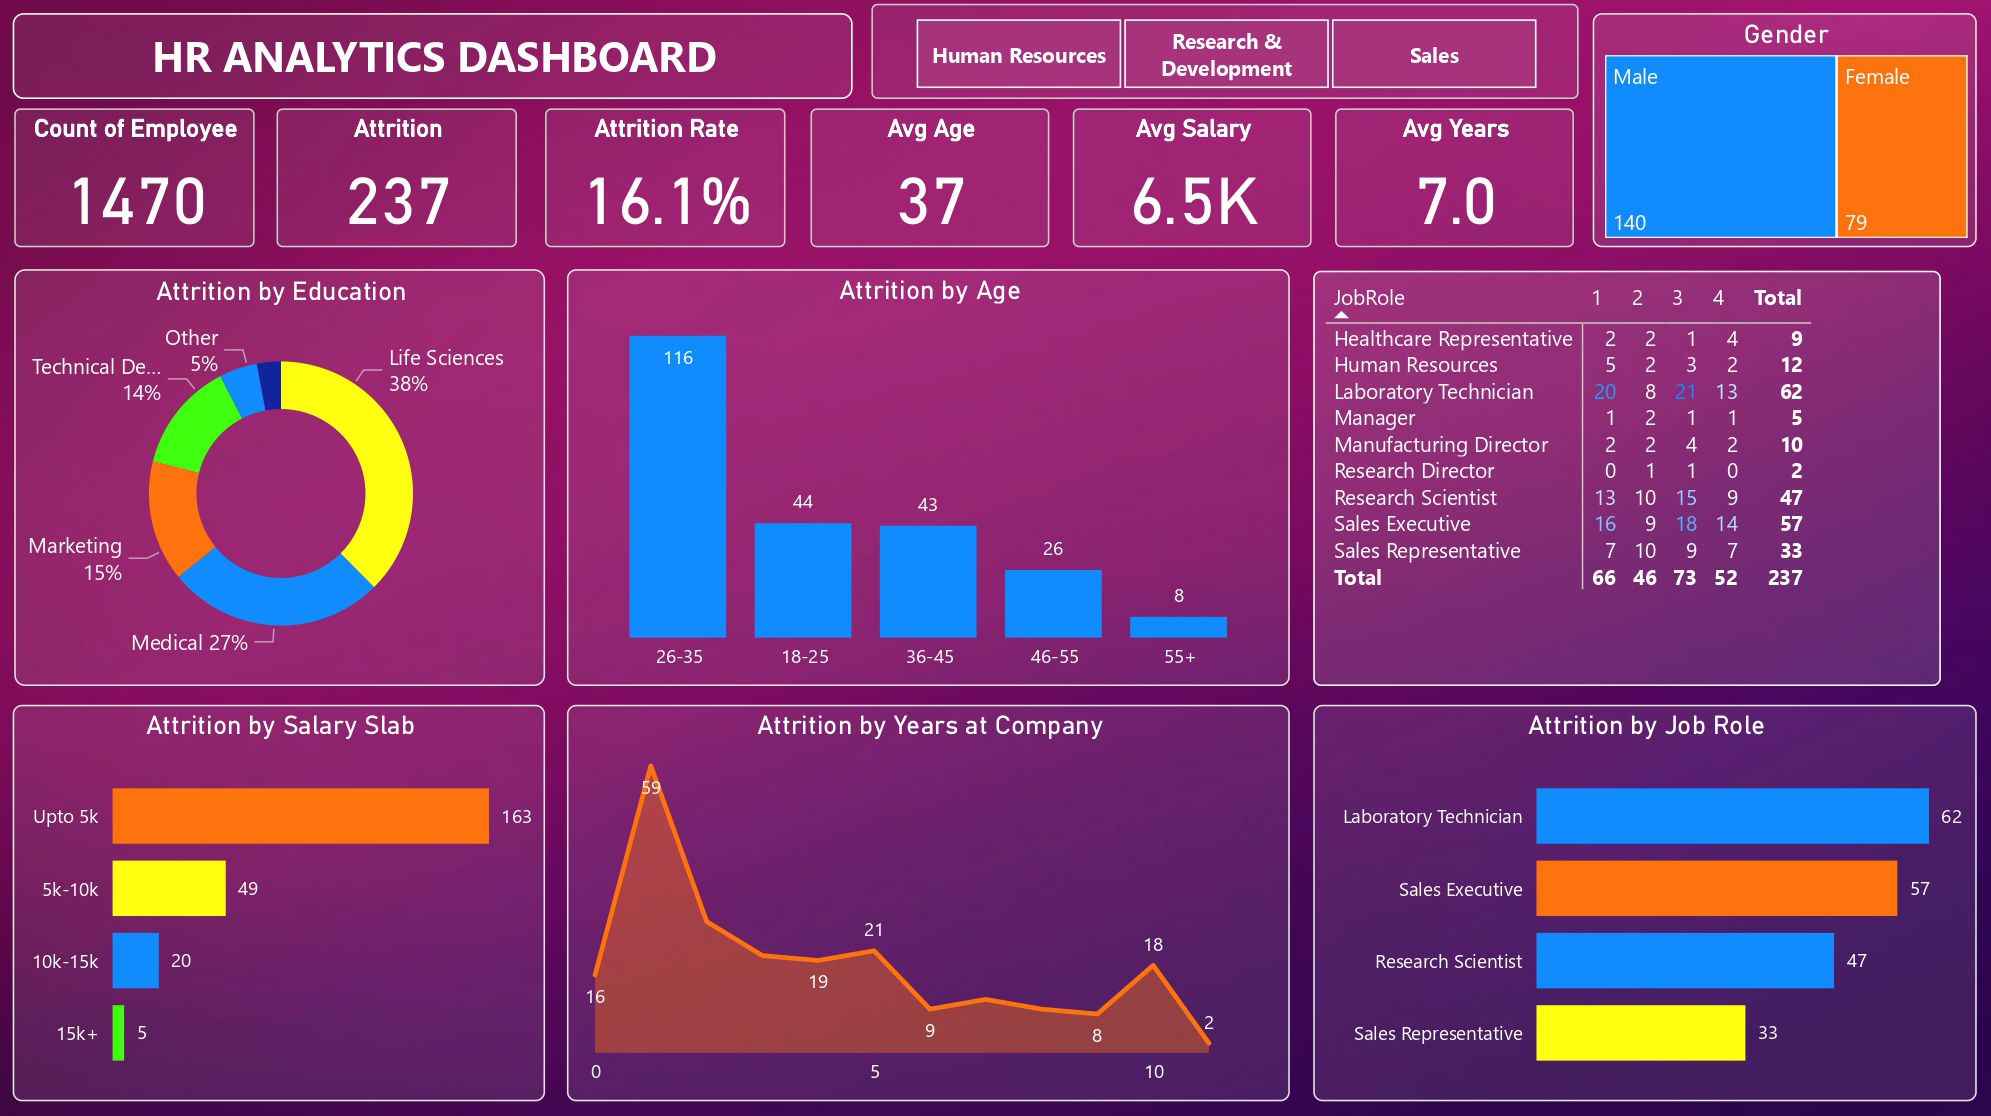 HR ANALYTICS DASHBOARD
Human Resources
Research &
Development
Sales
Gender
Male
Female
140
79
Count of Employee
1470
Attrition
237
Attrition Rate
16.1%
Avg Age
37
Avg Salary
6.5K
Avg Years
7.0
Attrition by Education
Other
5%
Technical De...
14%
Life Sciences
38%
Marketing
15%
Medical 27%
Attrition by Age
116
44
43
26
8
26-35 18-25 36-45 46-55 55+
JobRole 1 2 3 4 Total
Healthcare Representative 2 2 1 4 9
Human Resources 5 2 3 2 12
Laboratory Technician 20 8 21 13 62
Manager 1 2 1 1 5
Manufacturing Director 2 2 4 2 10
Research Director 0 1 1 0 2
Research Scientist 13 10 15 9 47
Sales Executive 16 9 18 14 57
Sales Representative 7 10 9 7 33
Total 66 46 73 52 237
Attrition by Salary Slab
Upto 5k 163
5k-10k 49
10k-15k 20
15k+ 5
Attrition by Years at Company
59
21
18
19
16
2
9
8
0 5 10
Attrition by Job Role
Laboratory Technician 62
Sales Executive 57
Research Scientist 47
Sales Representative 33